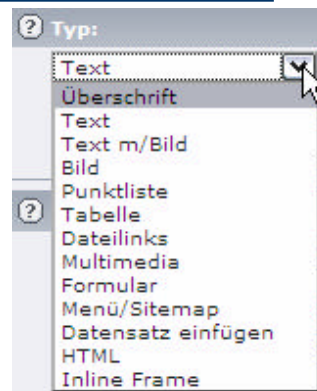 ? Typ:
Text
Überschrift
Text
Text m/Bild
Bild
Punktliste
? Tabelle
Dateilinks
Multimedia
Formular
Menü/Sitemap
Datensatz einfügen
HTML
Inline Frame